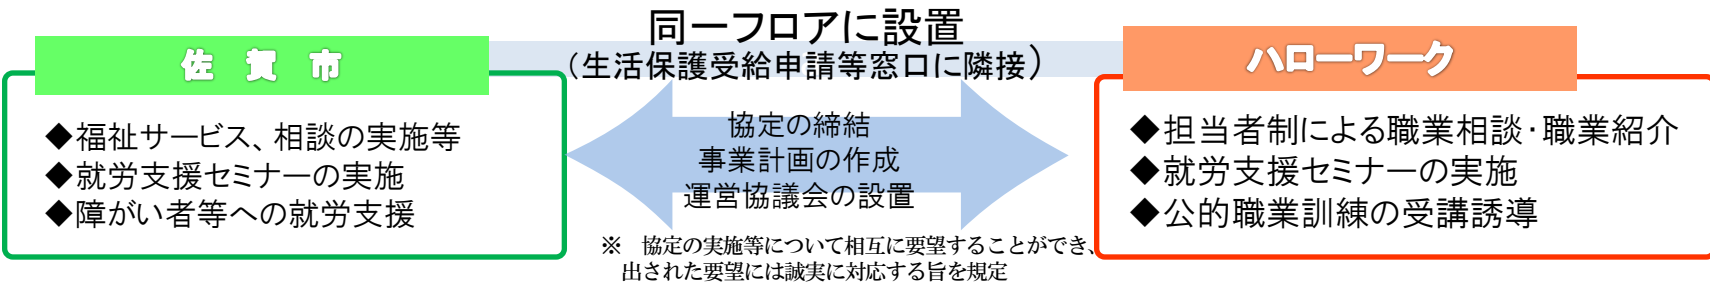 同一フロアに設置
（生活保護受給申請等窓口に隣接）
佐 賀 市
◆福祉サービス、相談の実施等
◆就労支援セミナーの実施
◆障がい者等への就労支援
協定の締結
事業計画の作成
運営協議会の設置
※　協定の実施等について相互に要望することができ、
出された要望には誠実に対応する旨を規定
ハローワーク
◆担当者制による職業相談・職業紹介
◆就労支援セミナーの実施
◆公的職業訓練の受講誘導